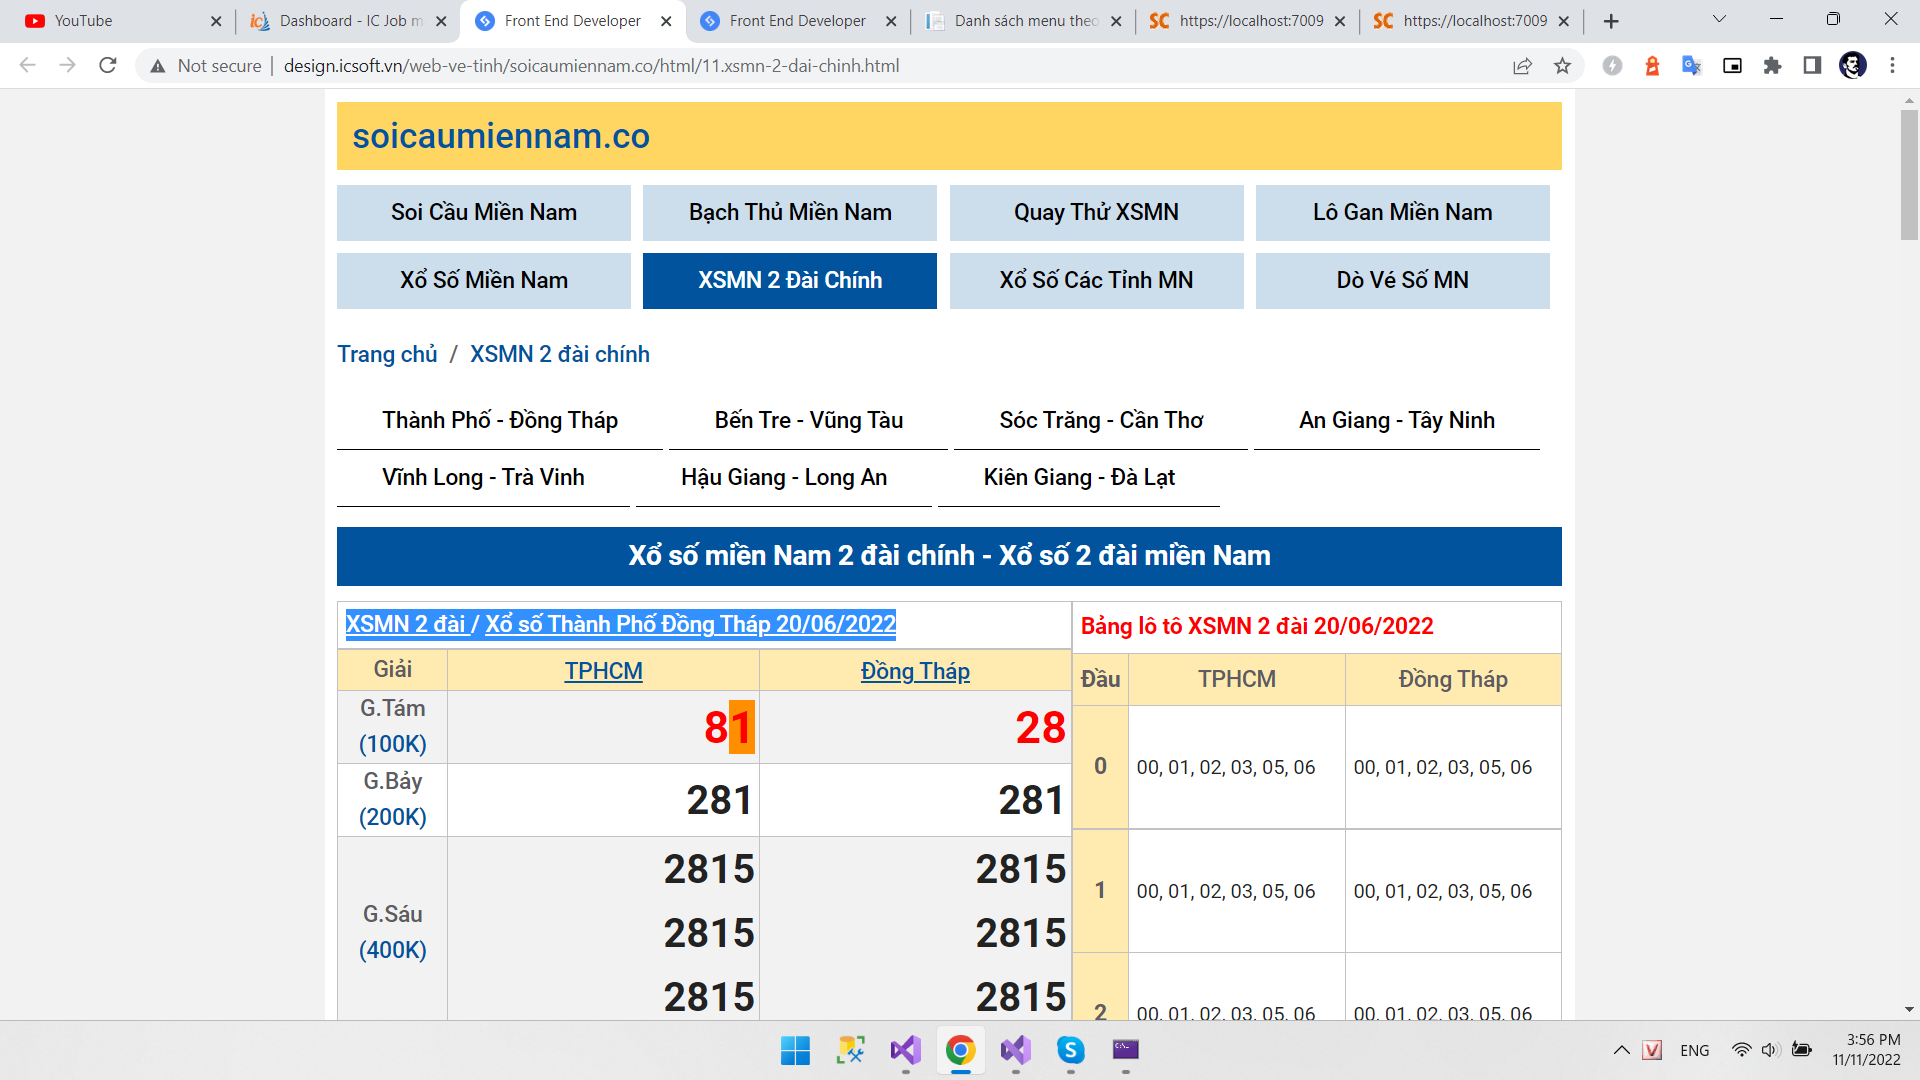 YouTube
Dashboard - IC Job m
Front End Developer
Front End Developer
Danh sách menu theo
SC https://localhost:7009
SC https://localhost:7009
Not secure | design.icsoft.vn/web-ve-tinh/soicaumiennam.co/html/11.xsmn-2-dai-chinh.html
soicaumiennam.co
Soi Cầu Miền Nam
Bạch Thủ Miền Nam
Quay Thử XSMN
Lô Gan Miền Nam
Xổ Số Miền Nam
XSMN 2 Đài Chính
Xổ Số Các Tỉnh MN
Dò Vé Số MN
Trang chủ / XSMN 2 đài chính
Thành Phố - Đồng Tháp
Bến Tre - Vũng Tàu
Sóc Trăng - Cần Thơ
An Giang - Tây Ninh
Vĩnh Long - Trà Vinh
Hậu Giang - Long An
Kiên Giang - Đà Lạt
Xổ số miền Nam 2 đài chính - Xổ số 2 đài miền Nam
XSMN 2 đài / Xổ số Thành Phố Đồng Tháp 20/06/2022
Giải TPHCM Đồng Tháp
G.Tám (100K) 81 28
G.Bảy (200K) 281 281
G.Sáu (400K)
2815 2815
2815 2815
2815 2815
Bảng lô tô XSMN 2 đài 20/06/2022
Đầu TPHCM Đồng Tháp
0 00, 01, 02, 03, 05, 06 00, 01, 02, 03, 05, 06
1 00, 01, 02, 03, 05, 06 00, 01, 02, 03, 05, 06
2 00, 01, 02, 03, 05, 06 00, 01, 02, 03, 05, 06
ENG
3:56 PM
11/11/2022